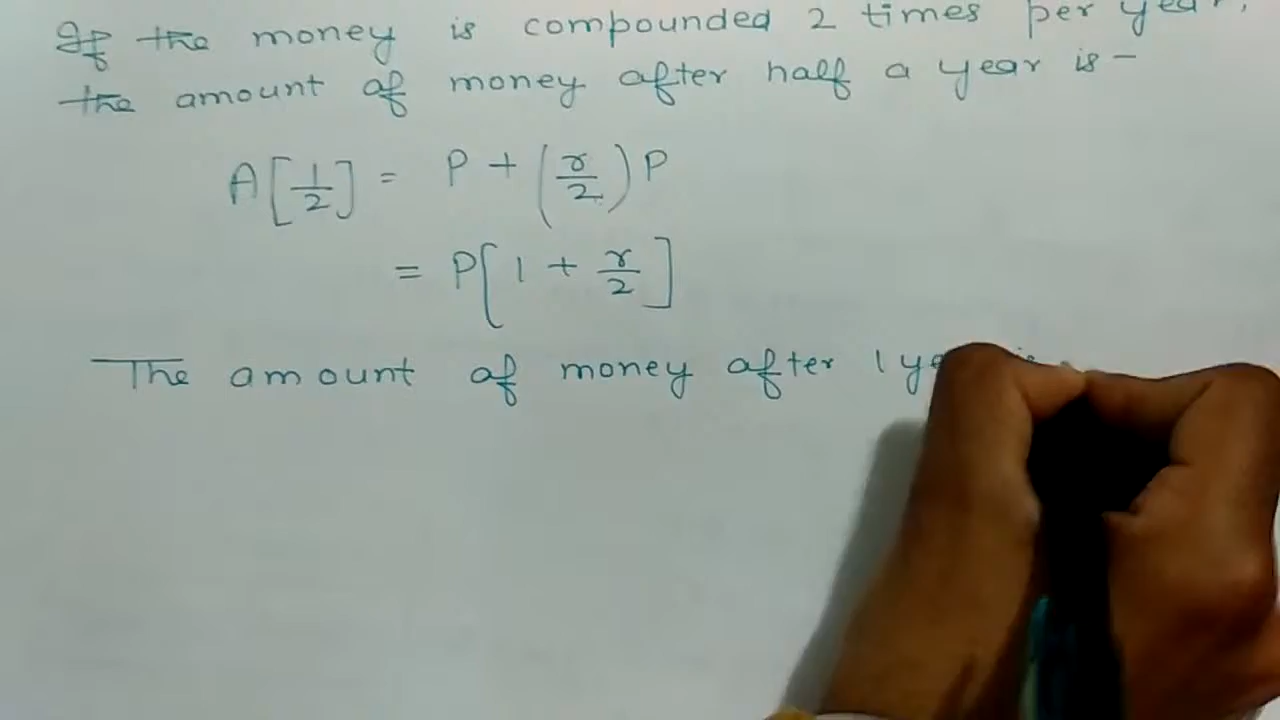 If the money is compounded 2 times per year,
the amount of money after half a year is -
A[1/2] = P + (r/2) P
= P[1 + r/2]
The amount of money after 1